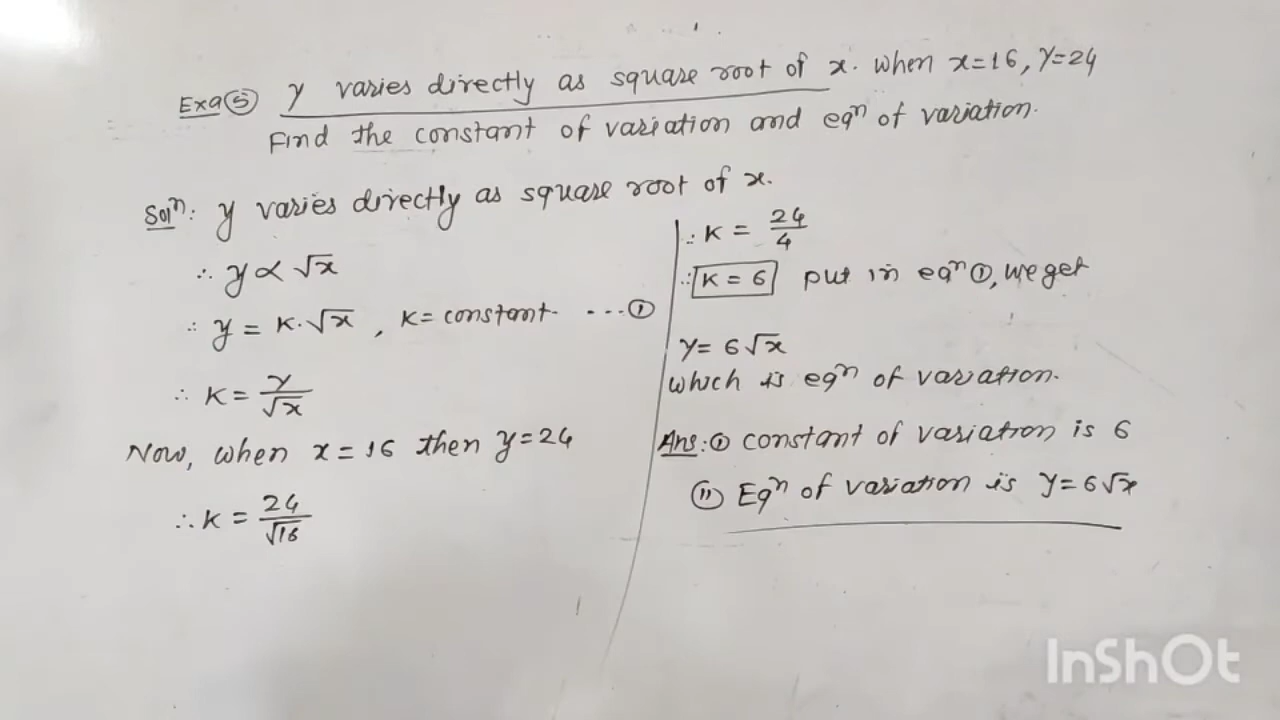 Exa⑤ y varies directly as square root of x. when x=16, y=24
Find the constant of variation and eqⁿ of variation.
Solⁿ: y varies directly as square root of x.
∴ y ∝ √x
∴ y = K.√x , K= constant. ---①
∴ K = y/√x
Now, when x = 16 then y=24
∴ K = 24/√16
∴ K = 24/4
∴ K = 6 put in eqⁿ ①, we get
y= 6√x
which is eqⁿ of variation.
Ans: ① constant of variation is 6
⑪ Eqⁿ of variation is y=6√x
InShOt